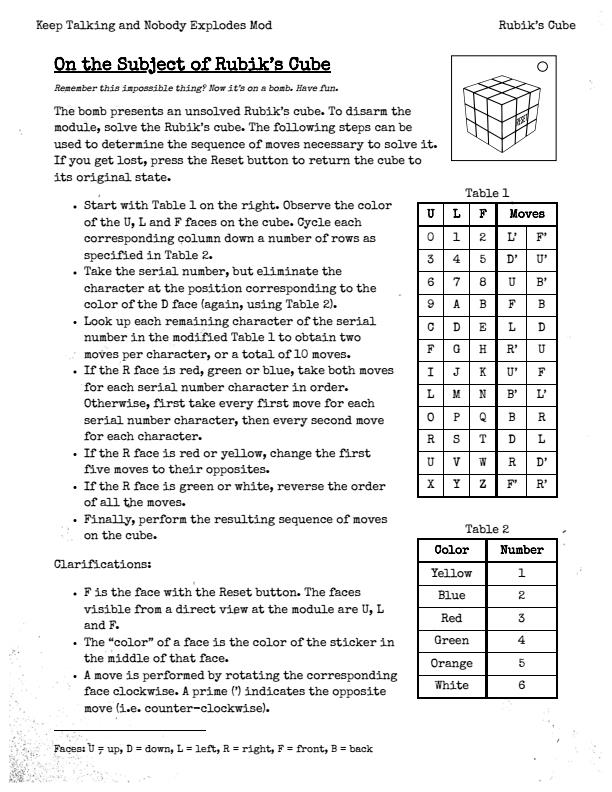 Keep Talking and Nobody Explodes Mod
Rubik's Cube
On the Subject of Rubik's Cube
Remember this impossible thing? Now it's on a bomb. Have fun.
The bomb presents an unsolved Rubik's cube. To disarm the
module, solve the Rubik's cube. The following steps can be
used to determine the sequence of moves necessary to solve it.
If you get lost, press the Reset button to return the cube to
its original state.
• Start with Table 1 on the right. Observe the color
of the U, L and F faces on the cube. Cycle each
corresponding column down a number of rows as
specified in Table 2.
• Take the serial number, but eliminate the
character at the position corresponding to the
color of the D face (again, using Table 2).
• Look up each remaining character of the serial
number in the modified Table 1 to obtain two
moves per character, or a total of 10 moves.
• If the R face is red, green or blue, take both moves
for each serial number character in order.
Otherwise, first take every first move for each
serial number character, then every second move
for each character.
• If the R face is red or yellow, change the first
five moves to their opposites.
• If the R face is green or white, reverse the order
of all the moves.
• Finally, perform the resulting sequence of moves
on the cube.
Clarifications:
• F is the face with the Reset button. The faces
visible from a direct view at the module are U, L
and F.
• The "color" of a face is the color of the sticker in
the middle of that face.
• A move is performed by rotating the corresponding
face clockwise. A prime (') indicates the opposite
move (i.e. counter-clockwise).
Table 1
U L F Moves
0 1 2 L' F'
3 4 5 D' U'
6 7 8 U B'
9 A B F B
C D E L D
F G H R' U
I J K U' F
L M N B' L'
O P Q B R
R S T D L
U V W R D'
X Y Z F' R'
Table 2
Color Number
Yellow 1
Blue 2
Red 3
Green 4
Orange 5
White 6
Faces: U = up, D = down, L = left, R = right, F = front, B = back